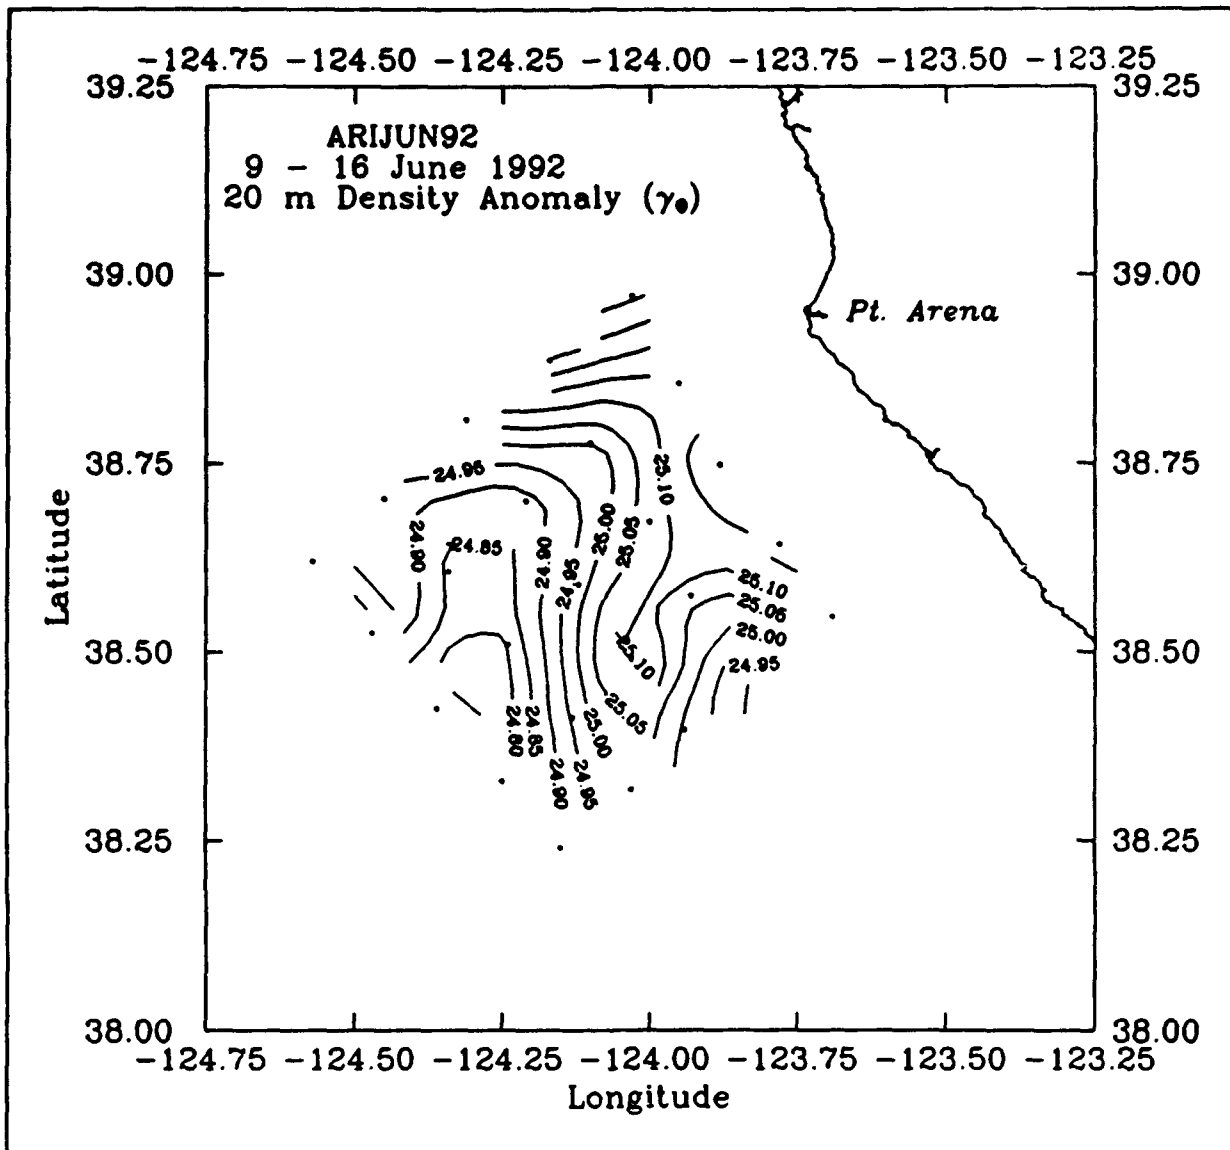 -124.75 -124.50 -124.25 -124.00 -123.75 -123.50 -123.25
39.25 39.25
ARIJUN92
9 - 16 June 1992
20 m Density Anomaly (γθ)
39.00 39.00
Pt. Arena
38.75 24.95 25.10 38.75
25.00 25.05
24.90 24.85 24.90 24.95
25.10
25.05
25.00
24.95
38.50 25.10 38.50
25.05
24.80 24.85 25.00
24.90 24.95
38.25 38.25
38.00 38.00
-124.75 -124.50 -124.25 -124.00 -123.75 -123.50 -123.25
Longitude
Latitude